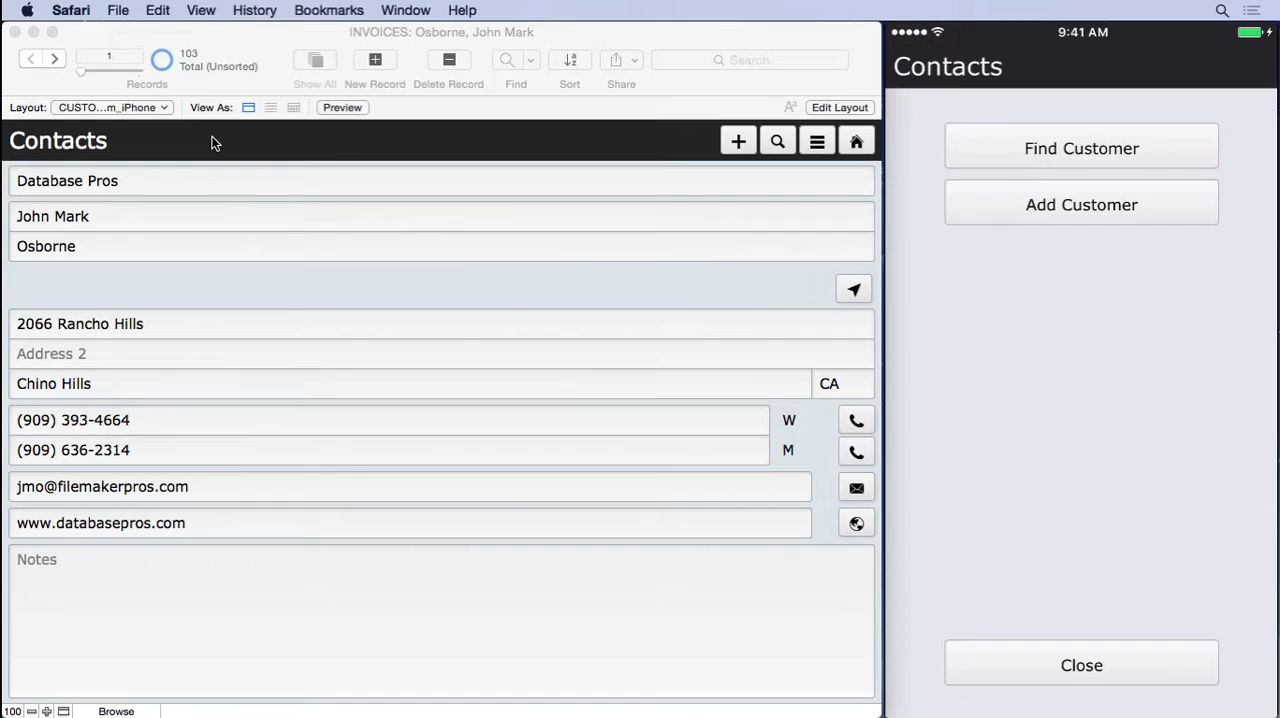 Safari File Edit View History Bookmarks Window Help
INVOICES: Osborne, John Mark
1
103
Total (Unsorted)
Search
Records
Show All New Record Delete Record Find Sort Share
Layout: CUSTO...m_iPhone View As: Preview Aa Edit Layout
Contacts
Database Pros
John Mark
Osborne
2066 Rancho Hills
Address 2
Chino Hills CA
(909) 393-4664 W
(909) 636-2314 M
jmo@filemakerpros.com
www.databasepros.com
Notes
100 Browse
9:41 AM
Contacts
Find Customer
Add Customer
Close